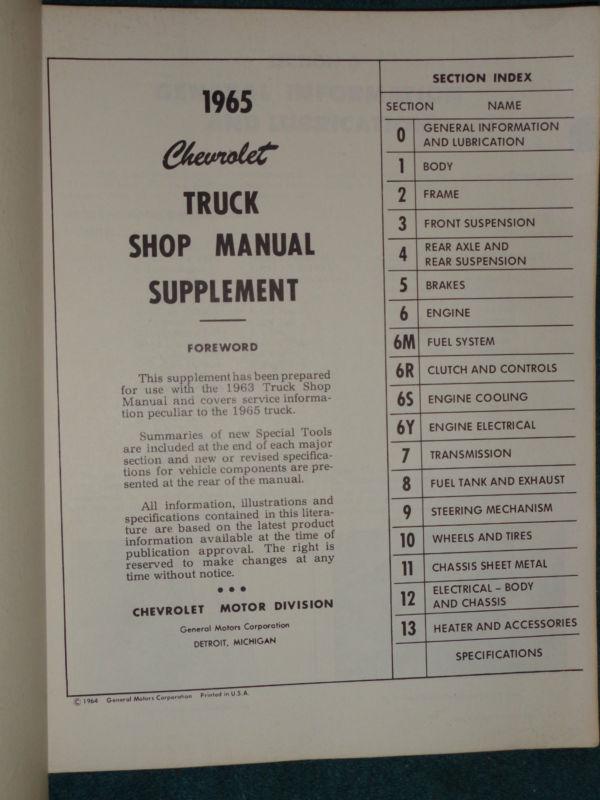 1965
Chevrolet
TRUCK
SHOP MANUAL
SUPPLEMENT
FOREWORD
This supplement has been prepared
for use with the 1963 Truck Shop
Manual and covers service informa-
tion peculiar to the 1965 truck.
Summaries of new Special Tools
are included at the end of each major
section and new or revised specifica-
tions for vehicle components are pre-
sented at the rear of the manual.
All information, illustrations and
specifications contained in this litera-
ture are based on the latest product
information available at the time of
publication approval. The right is
reserved to make changes at any
time without notice.
• • •
CHEVROLET MOTOR DIVISION
General Motors Corporation
DETROIT, MICHIGAN
SECTION INDEX
SECTION NAME
0 GENERAL INFORMATION
AND LUBRICATION
1 BODY
2 FRAME
3 FRONT SUSPENSION
4 REAR AXLE AND
REAR SUSPENSION
5 BRAKES
6 ENGINE
6M FUEL SYSTEM
6R CLUTCH AND CONTROLS
6S ENGINE COOLING
6Y ENGINE ELECTRICAL
7 TRANSMISSION
8 FUEL TANK AND EXHAUST
9 STEERING MECHANISM
10 WHEELS AND TIRES
11 CHASSIS SHEET METAL
12 ELECTRICAL – BODY
AND CHASSIS
13 HEATER AND ACCESSORIES
SPECIFICATIONS
© 1964 General Motors Corporation Printed in U.S.A.